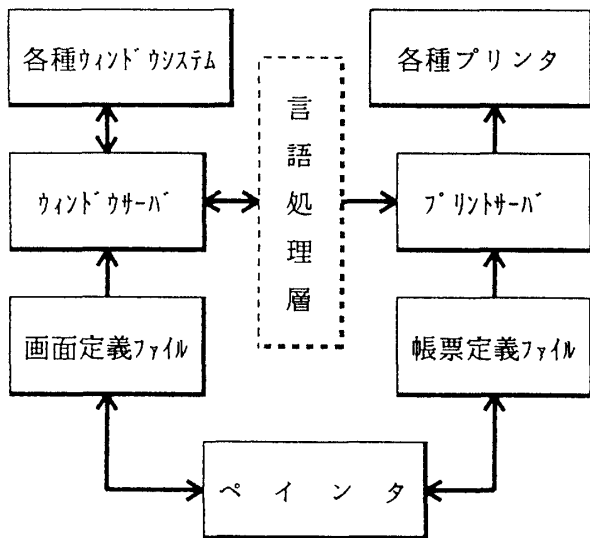 各種ｳｨﾝﾄﾞｳｼｽﾃﾑ
各種プリンタ
言語処理層
ｳｨﾝﾄﾞｳｻｰﾊﾞ
ﾌﾟﾘﾝﾄｻｰﾊﾞ
画面定義ﾌｧｲﾙ
帳票定義ﾌｧｲﾙ
ペインタ